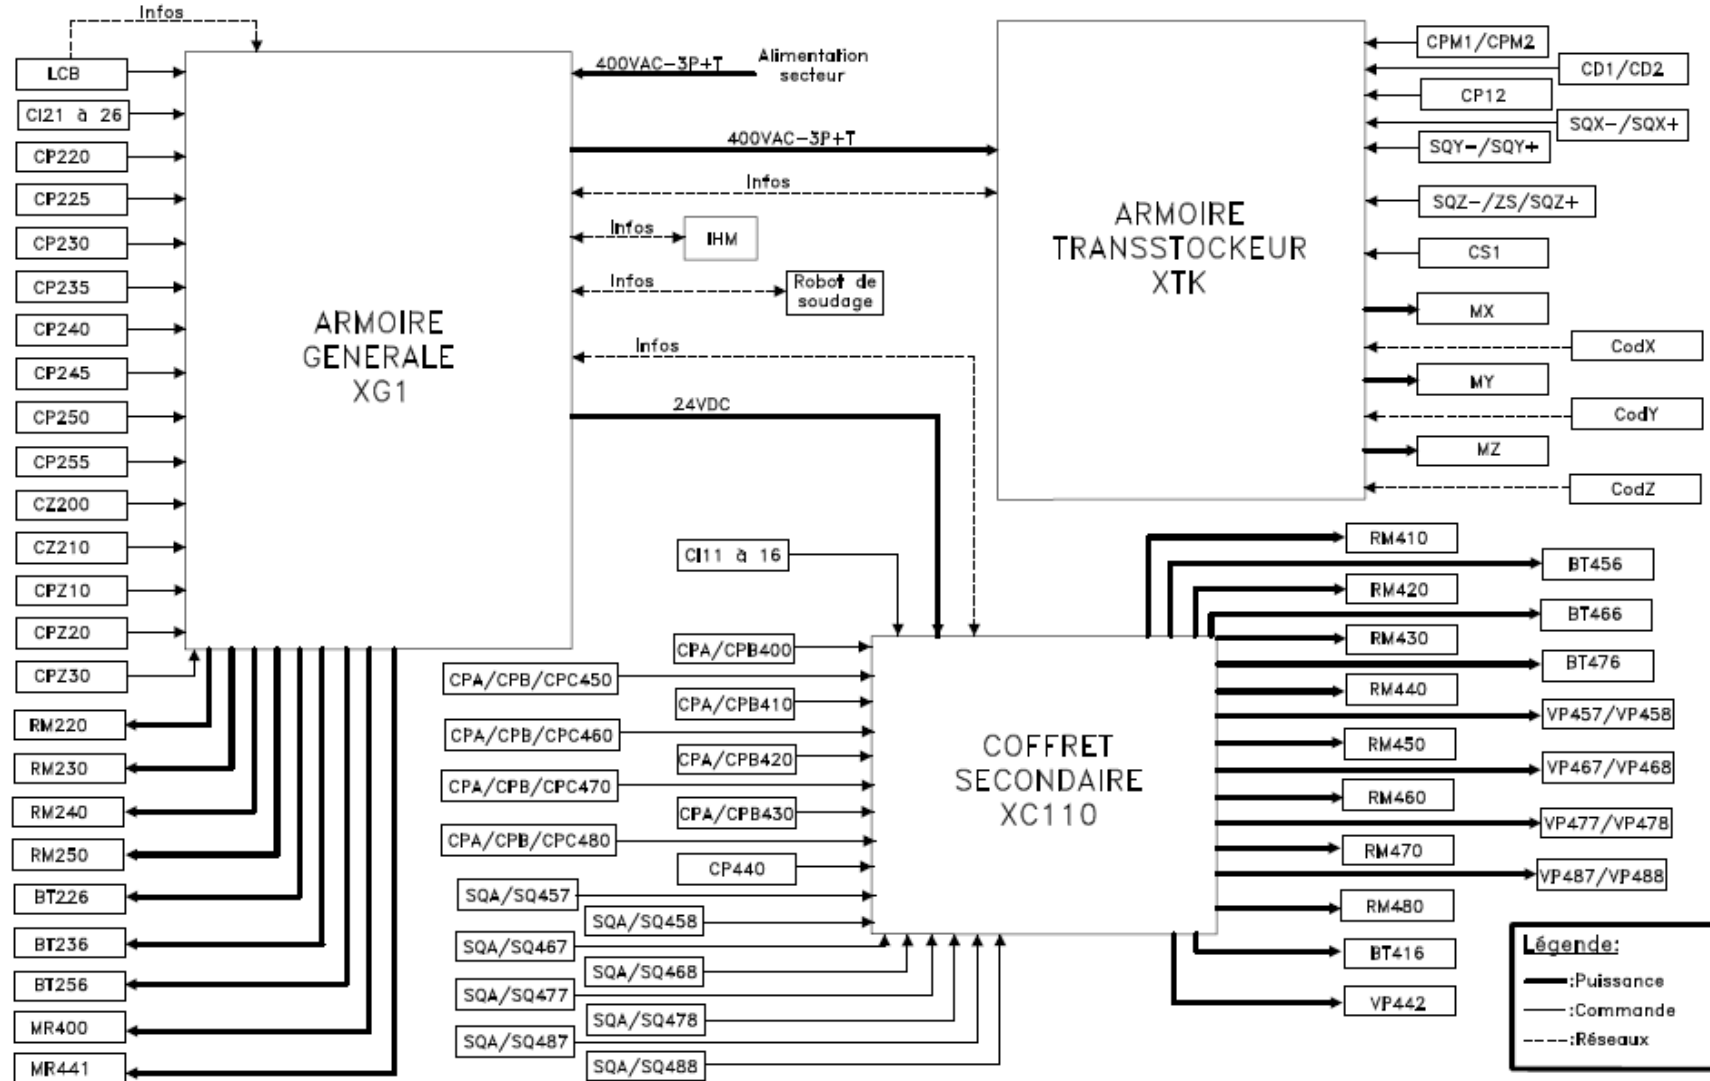 Infos
LCB
CI21 à 26
CP220
CP225
CP230
CP235
CP240
CP245
CP250
CP255
CZ200
CZ210
CPZ10
CPZ20
CPZ30
RM220
RM230
RM240
RM250
BT226
BT236
BT256
MR400
MR441
ARMOIRE
GENERALE
XG1
400VAC-3P+T
Alimentation
secteur
400VAC-3P+T
Infos
Infos
IHM
Infos
Robot de
soudage
Infos
24VDC
ARMOIRE
TRANSSTOCKEUR
XTK
CPM1/CPM2
CD1/CD2
CP12
SQX-/SQX+
SQY-/SQY+
SQZ-/ZS/SQZ+
CS1
MX
CodX
MY
CodY
MZ
CodZ
CI11 à 16
CPA/CPB400
CPA/CPB/CPC450
CPA/CPB410
CPA/CPB/CPC460
CPA/CPB420
CPA/CPB/CPC470
CPA/CPB430
CPA/CPB/CPC480
CP440
SQA/SQ457
SQA/SQ458
SQA/SQ467
SQA/SQ468
SQA/SQ477
SQA/SQ478
SQA/SQ487
SQA/SQ488
COFFRET
SECONDAIRE
XC110
RM410
BT456
RM420
BT466
RM430
BT476
RM440
VP457/VP458
RM450
VP467/VP468
RM460
VP477/VP478
RM470
VP487/VP488
RM480
BT416
VP442
Légende:
:Puissance
:Commande
:Réseaux